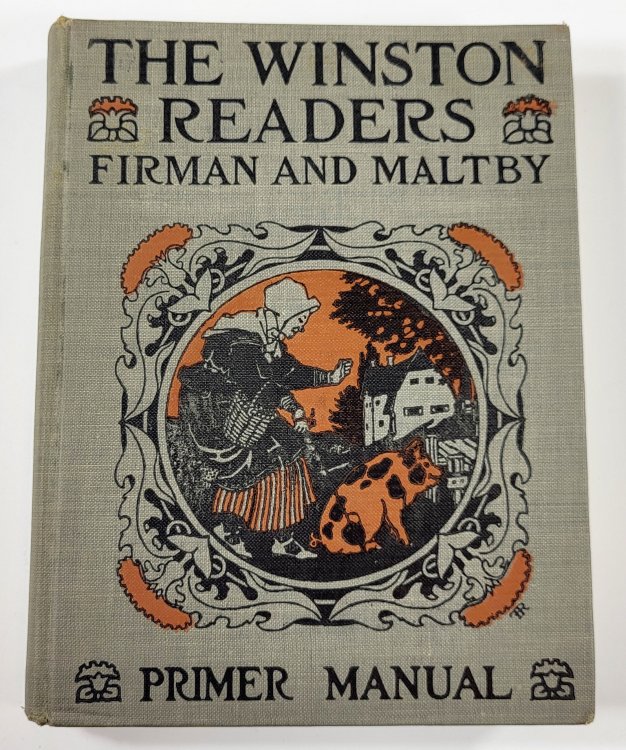 THE WINSTON
READERS
FIRMAN AND MALTBY
PRIMER MANUAL